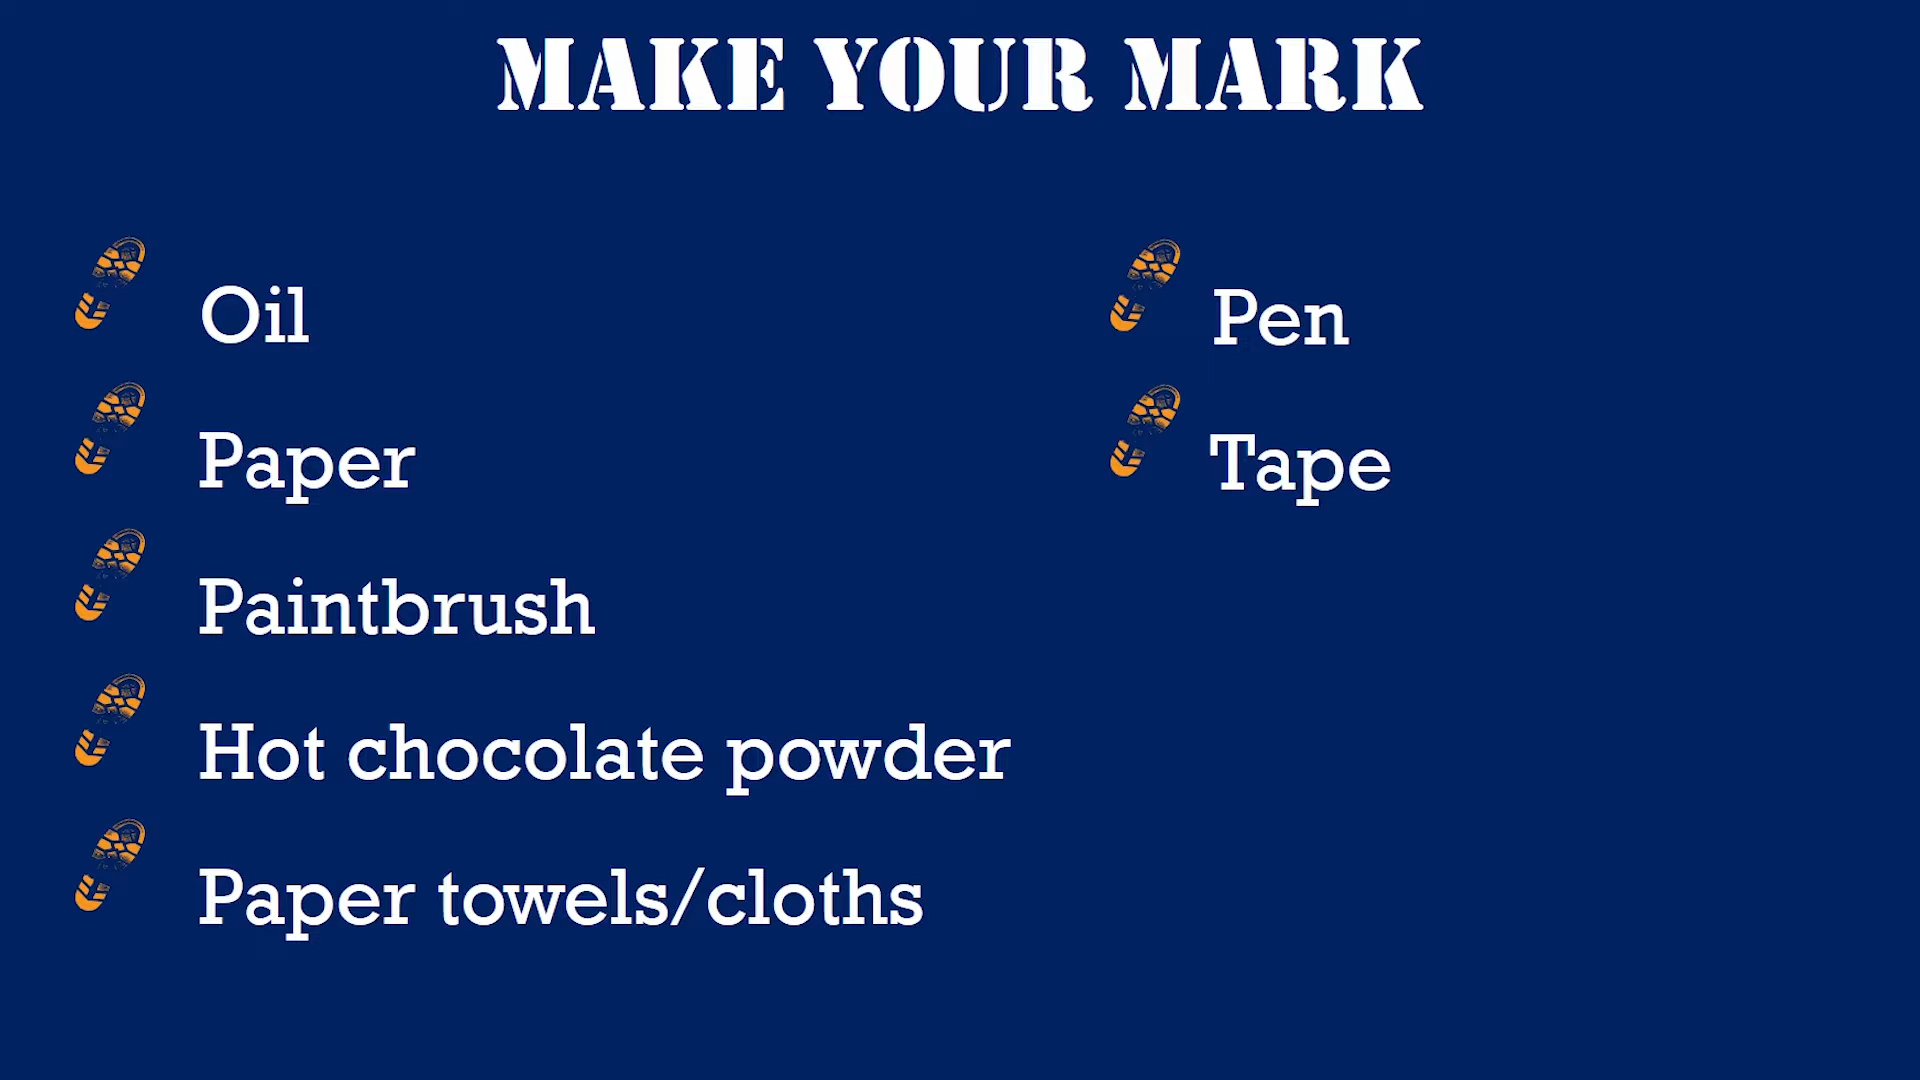 MAKE YOUR MARK
Oil
Paper
Paintbrush
Hot chocolate powder
Paper towels/cloths
Pen
Tape